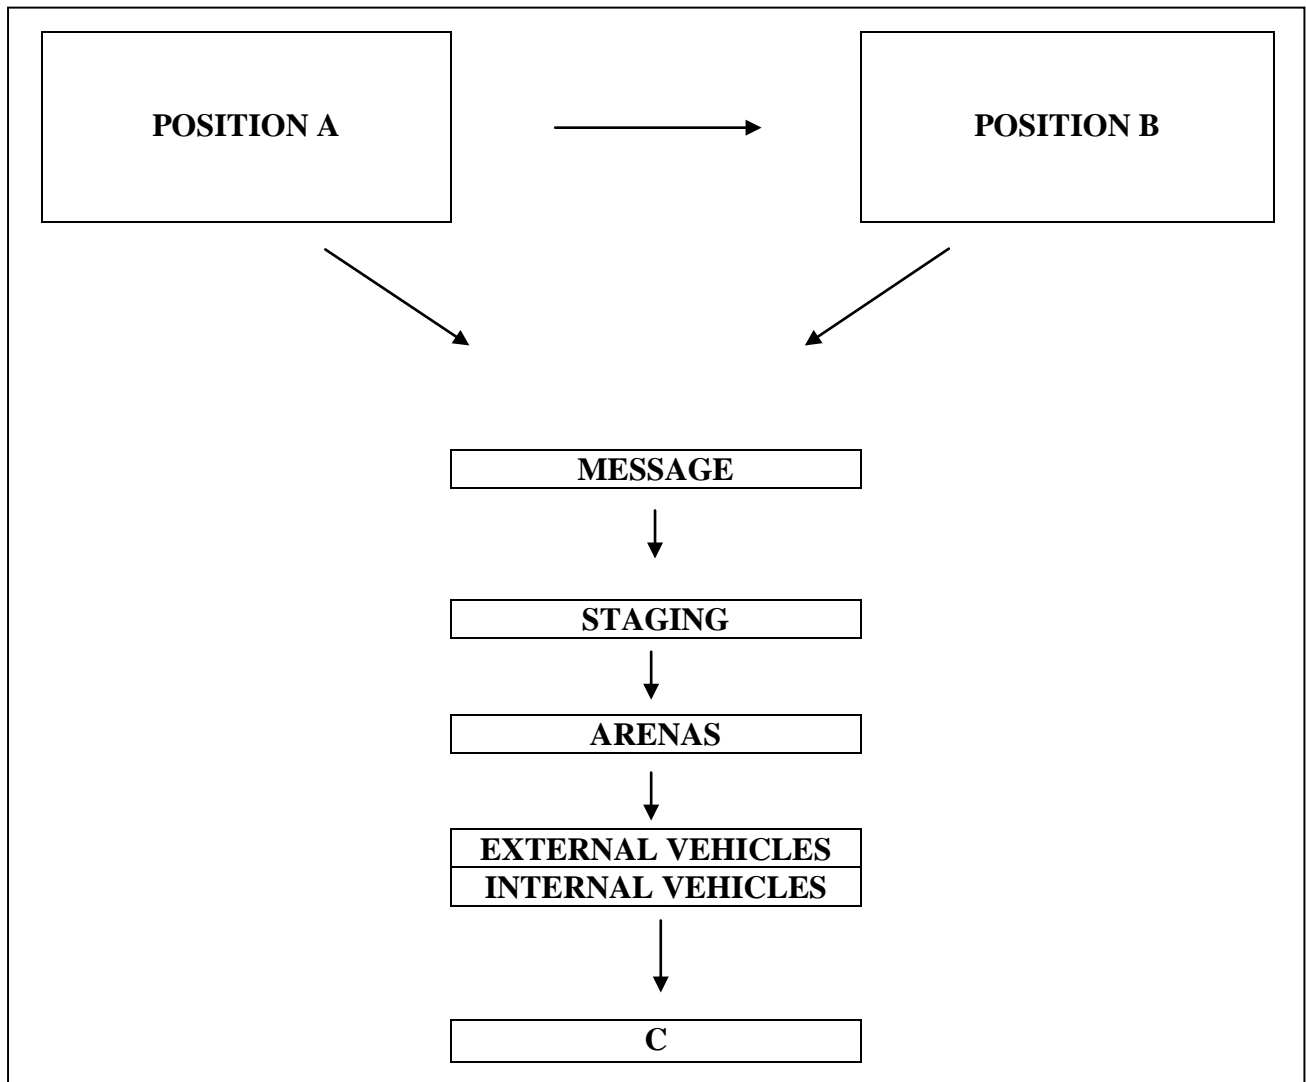 POSITION A
POSITION B
MESSAGE
STAGING
ARENAS
EXTERNAL VEHICLES
INTERNAL VEHICLES
C